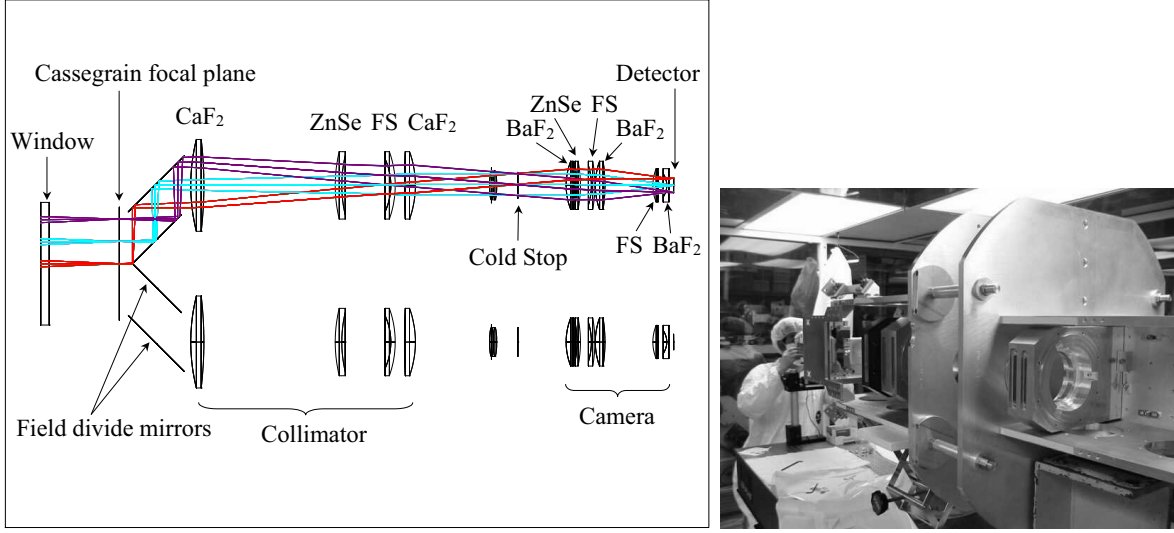 Cassegrain focal plane
Detector
ZnSe FS
CaF₂
ZnSe FS CaF₂
BaF₂
BaF₂
Window
FS BaF₂
Cold Stop
Field divide mirrors
Collimator
Camera